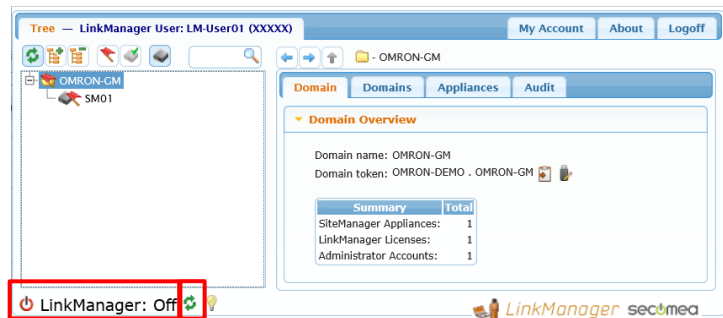 Tree — LinkManager User: LM-User01 (XXXXX)
My Account
About
Logoff
- OMRON-GM
OMRON-GM
SM01
Domain
Domains
Appliances
Audit
Domain Overview
Domain name: OMRON-GM
Domain token: OMRON-DEMO . OMRON-GM
Summary Total
SiteManager Appliances: 1
LinkManager Licenses: 1
Administrator Accounts: 1
LinkManager: Off
LinkManager secomea